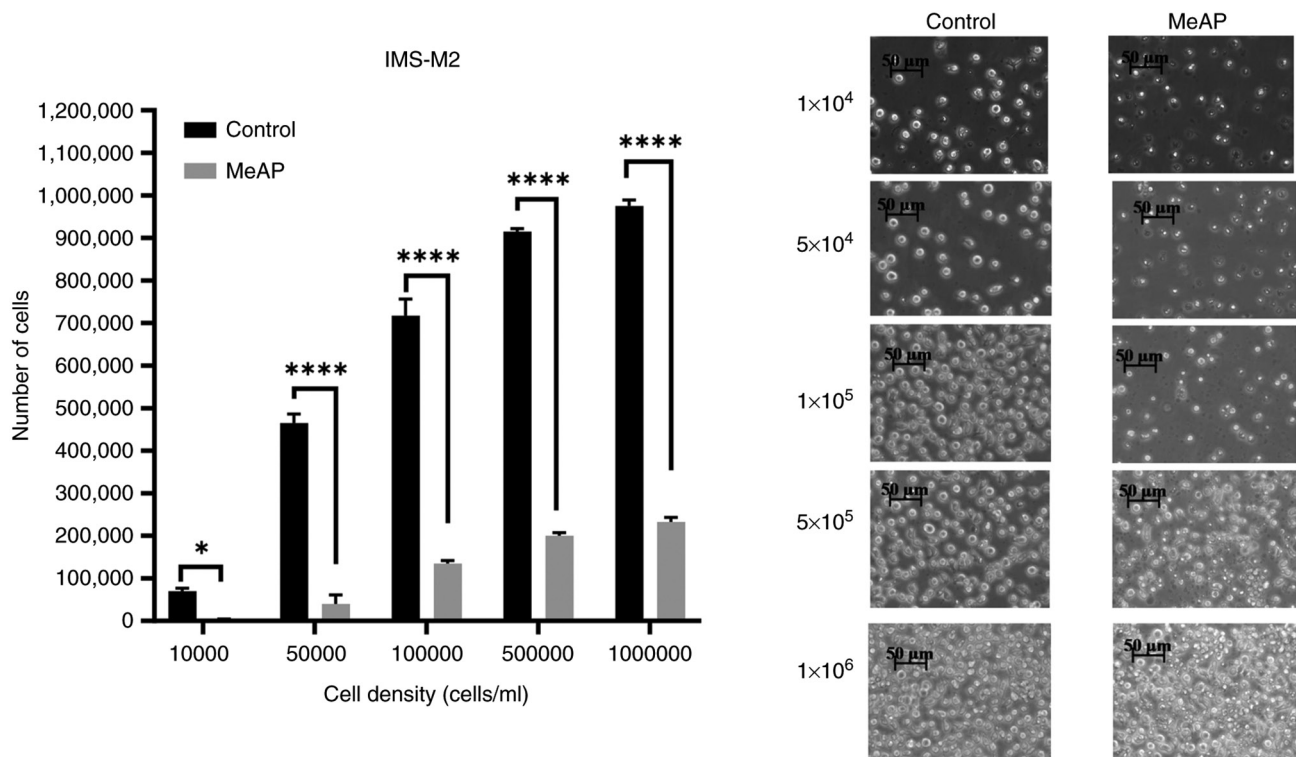 IMS-M2
1,200,000
1,100,000
1,000,000
900,000
800,000
700,000
600,000
500,000
400,000
300,000
200,000
100,000
0
Number of cells
Control
MeAP
*
****
****
****
****
10000 50000 100000 500000 1000000
Cell density (cells/ml)
Control MeAP
1×10⁴
50 µm 50 µm
5×10⁴
50 µm 50 µm
1×10⁵
50 µm 50 µm
5×10⁵
50 µm 50 µm
1×10⁶
50 µm 50 µm